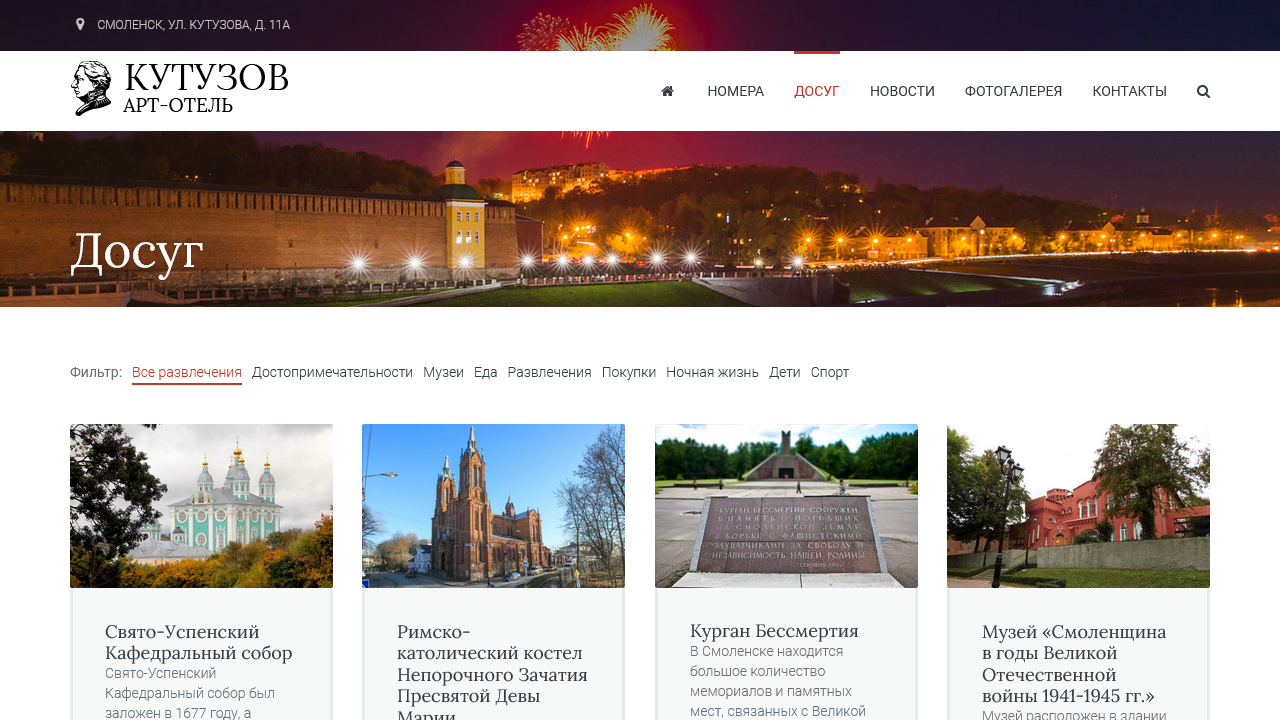 СМОЛЕНСК, УЛ. КУТУЗОВА, Д. 11А
КУТУЗОВ
АРТ-ОТЕЛЬ
НОМЕРА ДОСУГ НОВОСТИ ФОТОГАЛЕРЕЯ КОНТАКТЫ
Досуг
Фильтр: Все развлечения Достопримечательности Музеи Еда Развлечения Покупки Ночная жизнь Дети Спорт
КУРГАН БЕССМЕРТИЯ СООРУЖЕН
В ПАМЯТЬ О ПОГИБШИХ
НА СМОЛЕНСКОЙ ЗЕМЛЕ
В БОРЬБЕ С ФАШИСТСКИМИ
ЗАХВАТЧИКАМИ ЗА СВОБОДУ И
НЕЗАВИСИМОСТЬ НАШЕЙ РОДИНЫ
Свято-Успенский
Кафедральный собор
Свято-Успенский
Кафедральный собор был
заложен в 1677 году, а
Римско-
католический костел
Непорочного Зачатия
Пресвятой Девы
Марии
Курган Бессмертия
В Смоленске находится
большое количество
мемориалов и памятных
мест, связанных с Великой
Музей «Смоленщина
в годы Великой
Отечественной
войны 1941-1945 гг.»
Музей расположен в здании